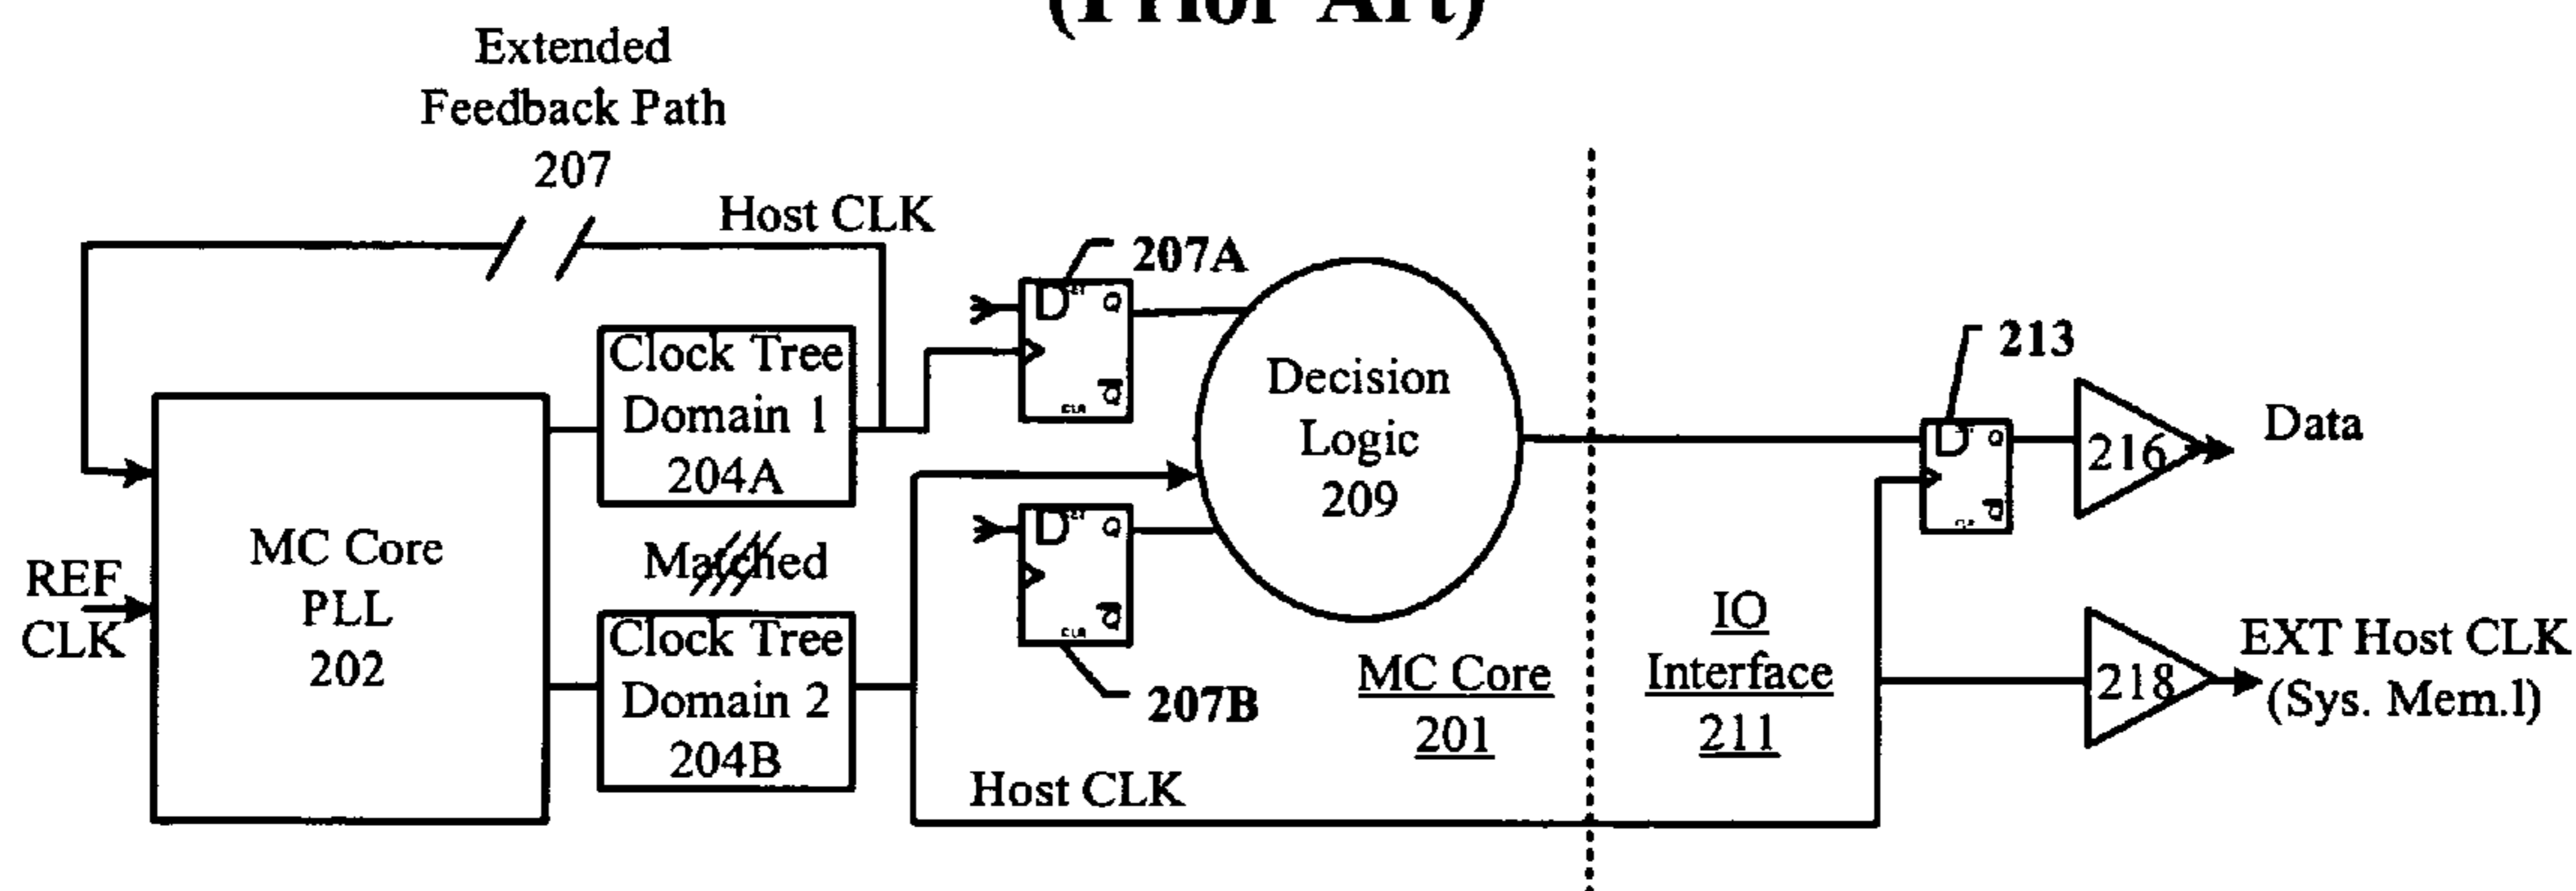 (Prior Art)
Extended
Feedback Path
207
Host CLK
207A
D
Q
Q
CLR
Clock Tree
Domain 1
204A
Decision
Logic
209
213
D
Q
Q
216
Data
MC Core
PLL
202
REF
CLK
Matched
D
Q
Q
CLR
207B
Clock Tree
Domain 2
204B
MC Core
201
IO
Interface
211
218
EXT Host CLK
(Sys. Mem.l)
Host CLK